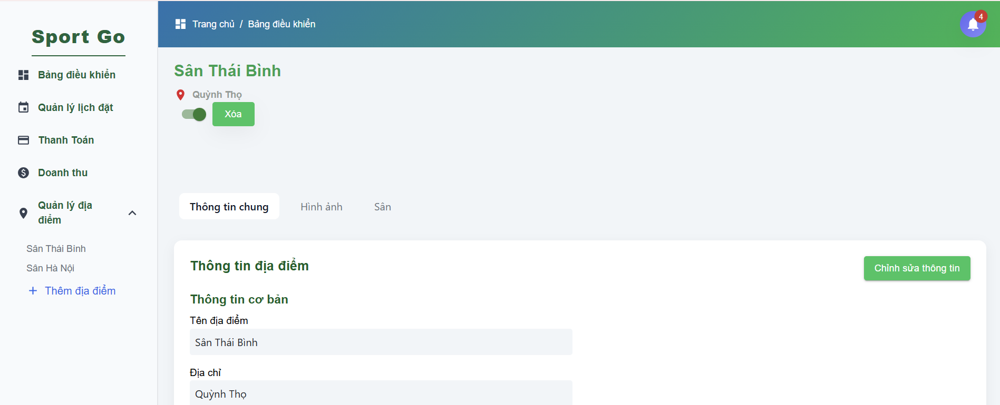 Sport Go
Bảng điều khiển
Quản lý lịch đặt
Thanh Toán
Doanh thu
Quản lý địa
điểm
Sân Thái Bình
Sân Hà Nội
+ Thêm địa điểm
Trang chủ / Bảng điều khiển
4
Sân Thái Bình
Quỳnh Thọ
Xóa
Thông tin chung
Hình ảnh
Sân
Thông tin địa điểm
Chỉnh sửa thông tin
Thông tin cơ bản
Tên địa điểm
Sân Thái Bình
Địa chỉ
Quỳnh Thọ